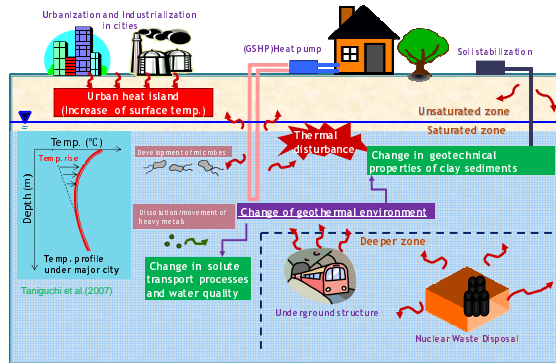 Urbanization and Industrialization
in cities
(GSHP)Heat pump
Soil stabilization
Urban heat island
(Increase of surface temp.)
Unsaturated zone
Saturated zone
Temp. (℃)
Temp. rise
Depth (m)
Temp. profile
under major city
Taniguchi et al.(2007)
Development of microbes
Thermal
disturbance
Change in geotechnical
properties of clay sediments
Dissolution/movement of
heavy metals
Change of geothermal environment
Change in solute
transport processes
and water quality
Deeper zone
Underground structure
Nuclear Waste Disposal